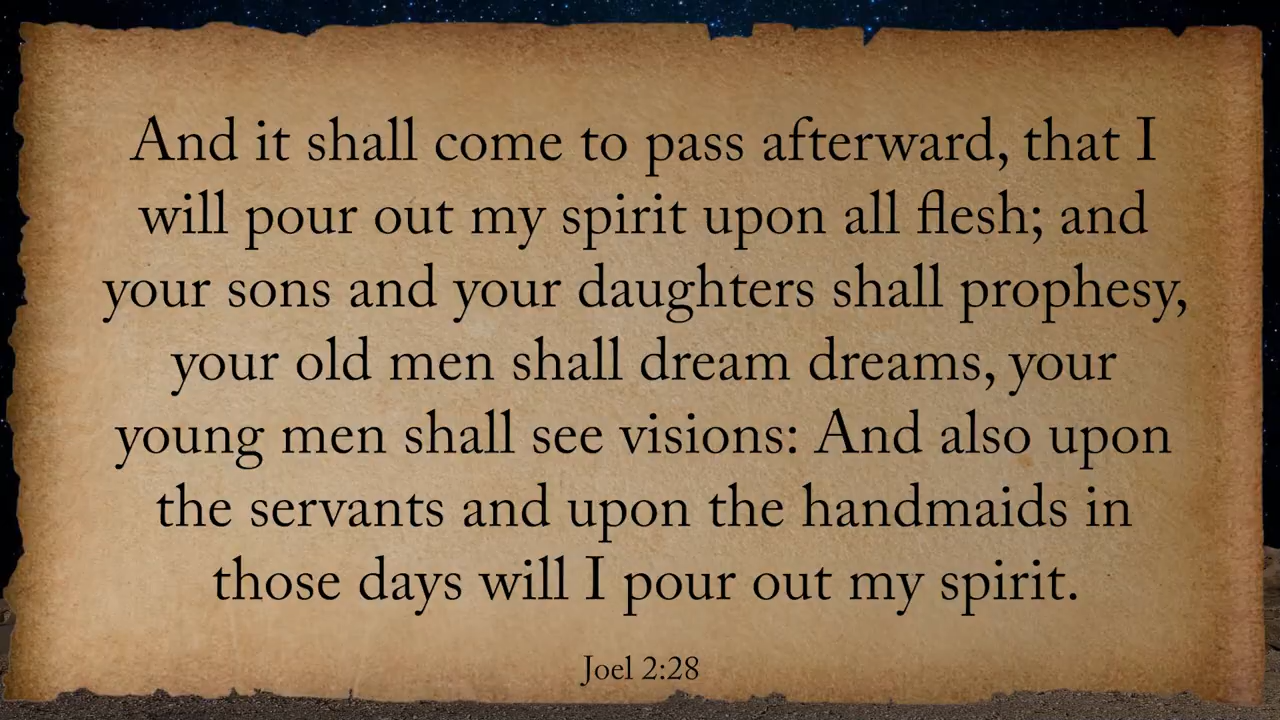 And it shall come to pass afterward, that I
will pour out my spirit upon all flesh; and
your sons and your daughters shall prophesy,
your old men shall dream dreams, your
young men shall see visions: And also upon
the servants and upon the handmaids in
those days will I pour out my spirit.
Joel 2:28